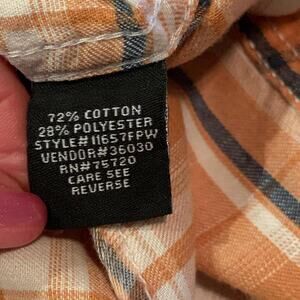 72% COTTON
28% POLYESTER
STYLE#11657FPW
VENDOR#36030
RN#75720
CARE SEE
REVERSE